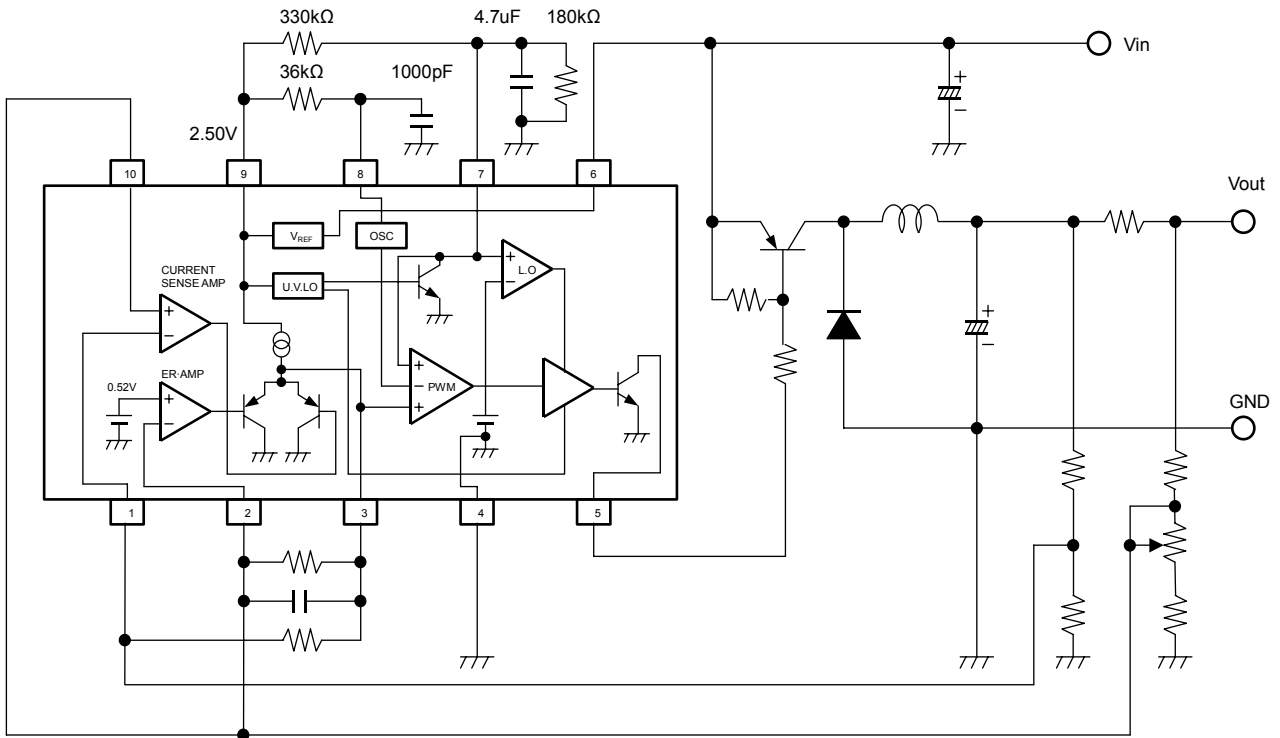 330kΩ
4.7uF
180kΩ
Vin
36kΩ
1000pF
+
−
2.50V
10
9
8
7
6
Vout
VREF
OSC
+
−
L.O
CURRENT
SENSE AMP
U.V.LO
+
−
+
−
PWM
+
+
−
ER·AMP
0.52V
+
−
GND
1
2
3
4
5